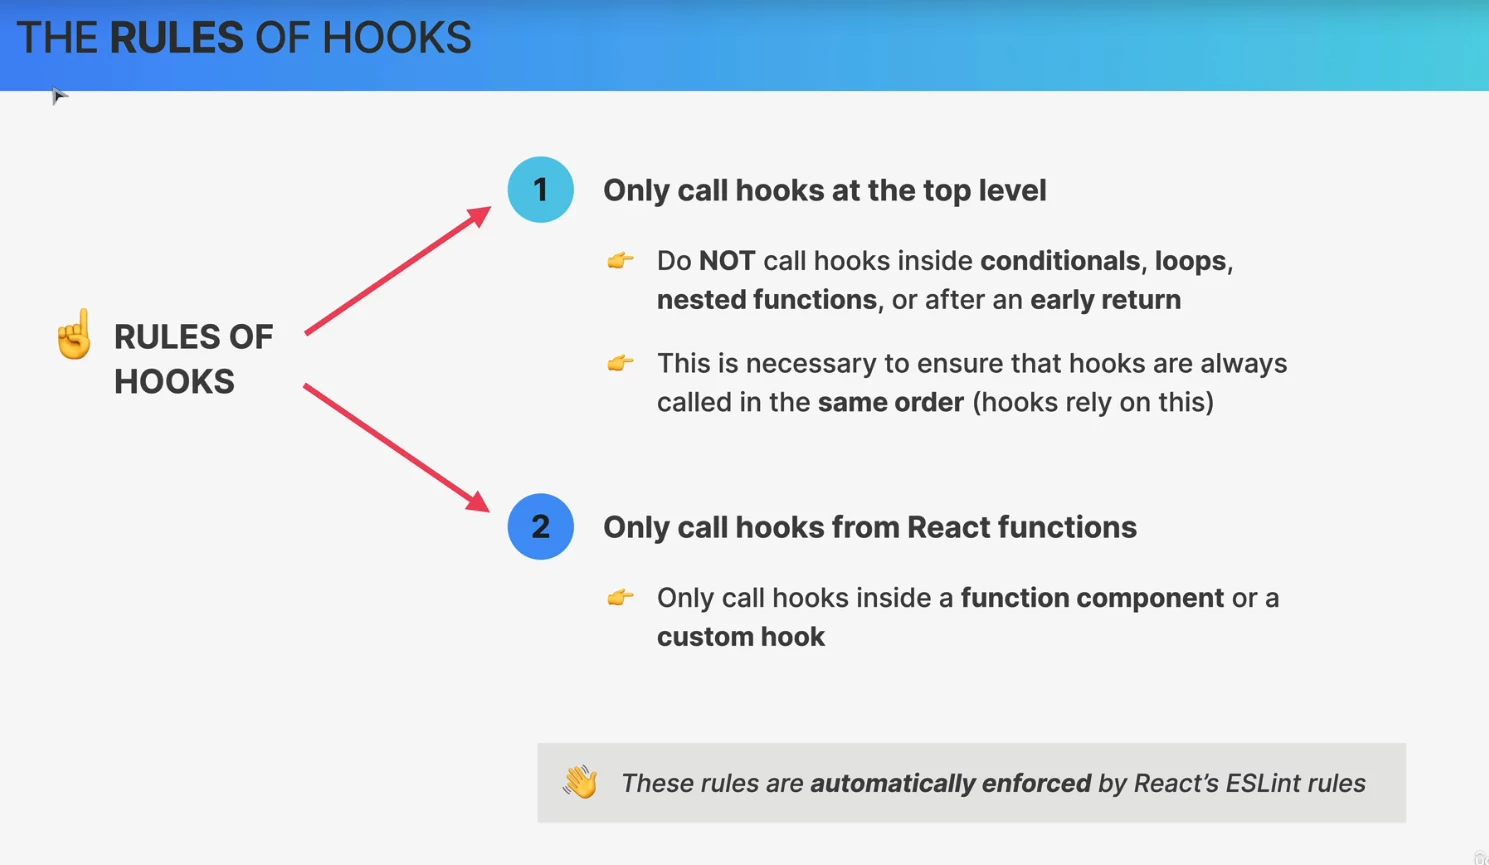 THE RULES OF HOOKS
RULES OF
HOOKS
1
Only call hooks at the top level
Do NOT call hooks inside conditionals, loops,
nested functions, or after an early return
This is necessary to ensure that hooks are always
called in the same order (hooks rely on this)
2
Only call hooks from React functions
Only call hooks inside a function component or a
custom hook
These rules are automatically enforced by React’s ESLint rules